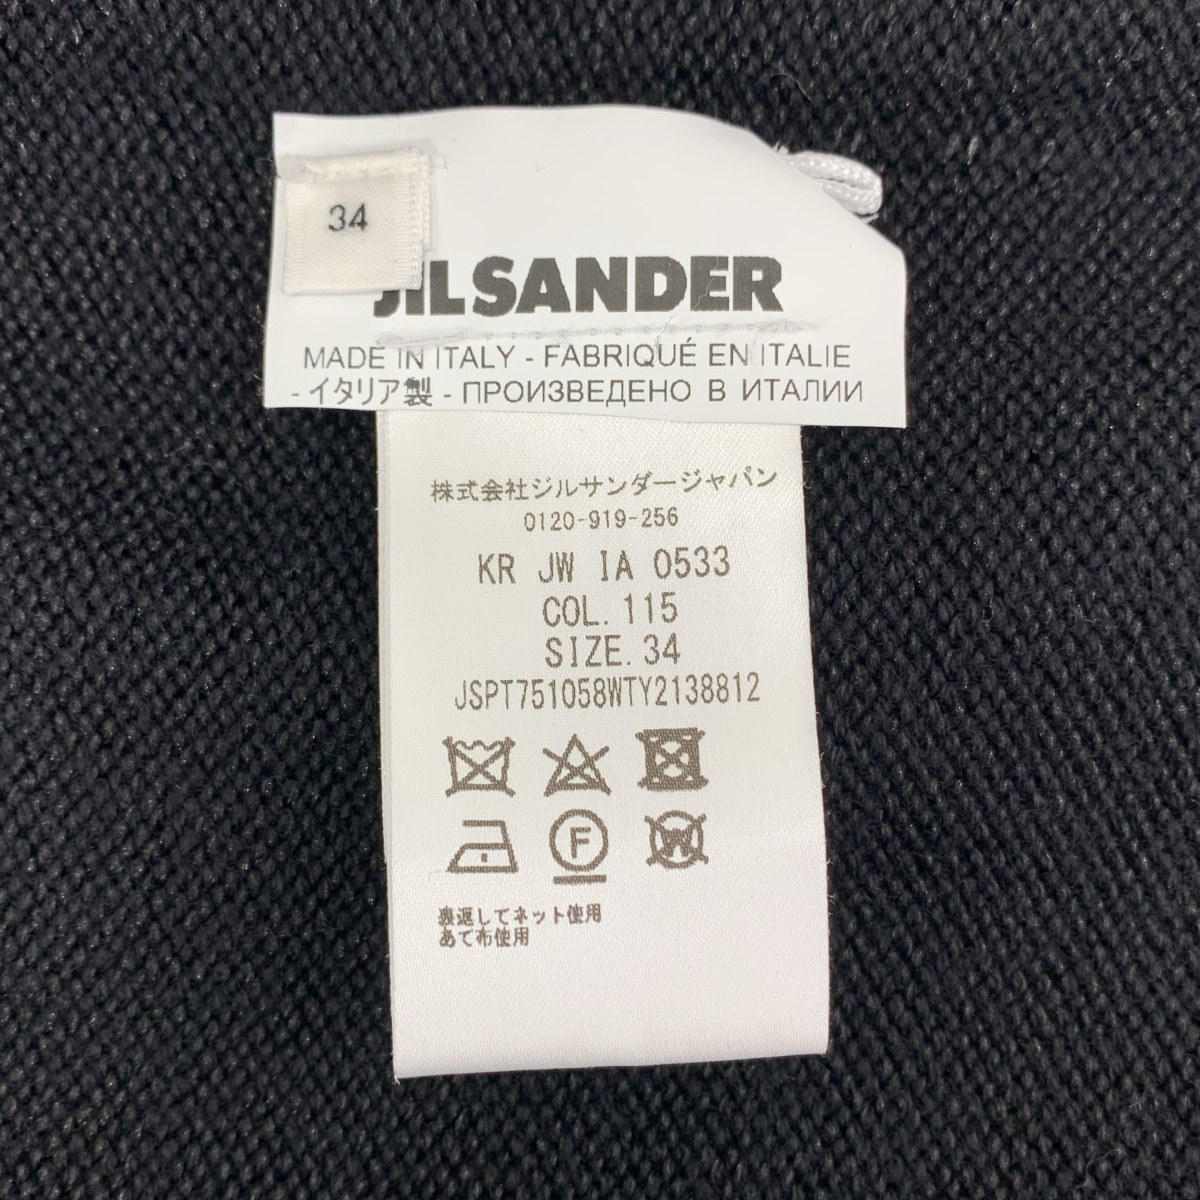 34
JIL SANDER
MADE IN ITALY - FABRIQUÉ EN ITALIE
- イタリア製 - ПРОИЗВЕДЕНО В ИТАЛИИ
株式会社ジルサンダージャパン
0120-919-256
KR JW IA 0533
COL. 115
SIZE. 34
JSPT751058WTY2138812
F
W
裏返してネット使用
あて布使用